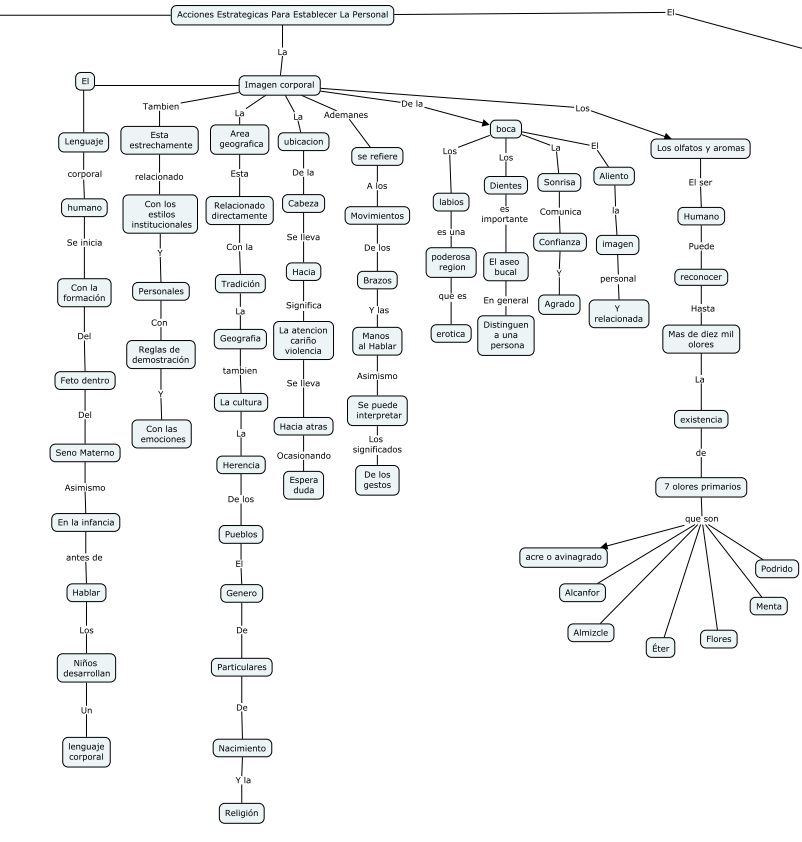 Acciones Estrategicas Para Establecer La Personal
El
La
El
Imagen corporal
Lenguaje
corporal
humano
Se inicia
Con la
formación
Del
Feto dentro
Del
Seno Materno
Asimismo
En la infancia
antes de
Hablar
Los
Niños
desarrollan
Un
lenguaje
corporal
Tambien
Esta
estrechamente
relacionado
Con los
estilos
institucionales
Y
Personales
Con
Reglas de
demostración
Y
Con las
emociones
La
Area
geografica
Esta
Relacionado
directamente
Con la
Tradición
La
Geografia
tambien
La cultura
La
Herencia
De los
Pueblos
El
Genero
De
Particulares
De
Nacimiento
Y la
Religión
La
ubicacion
De la
Cabeza
Se lleva
Hacia
Significa
La atencion
cariño
violencia
Se lleva
Hacia atras
Ocasionando
Espera
duda
Ademanes
se refiere
A los
Movimientos
De los
Brazos
Y las
Manos
al Hablar
Asimismo
Se puede
interpretar
Los
significados
De los
gestos
De la
boca
Los
labios
es una
poderosa
region
que es
erotica
Los
Dientes
es
importante
El aseo
bucal
En general
Distinguen
a una
persona
La
Sonrisa
Comunica
Confianza
Y
Agrado
El
Aliento
la
imagen
personal
Y
relacionada
Los
Los olfatos y aromas
El ser
Humano
Puede
reconocer
Hasta
Mas de diez mil
olores
La
existencia
de
7 olores primarios
que son
acre o avinagrado
Alcanfor
Almizcle
Éter
Flores
Menta
Podrido